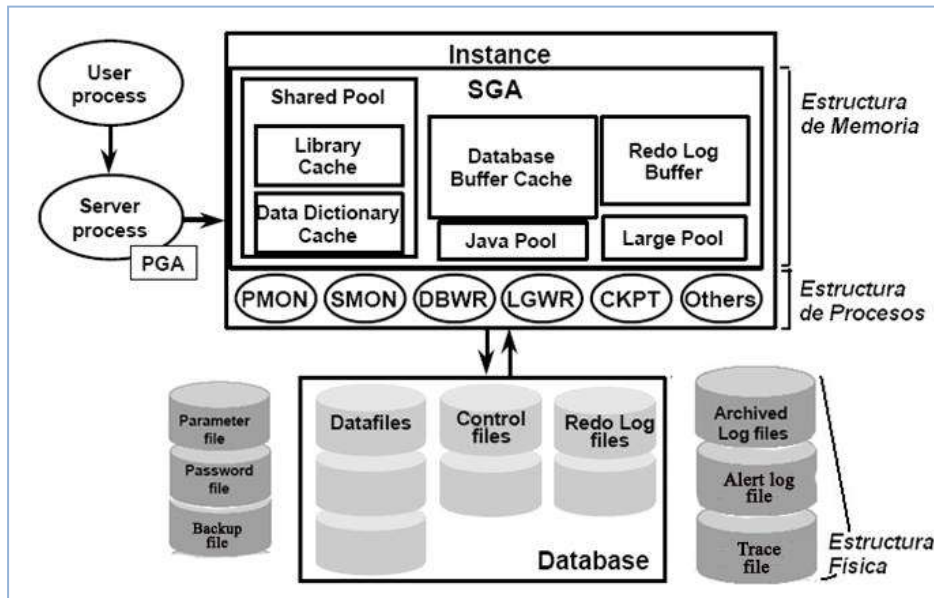 User
process
Server
process
PGA
Instance
SGA
Shared Pool
Library
Cache
Data Dictionary
Cache
Database
Buffer Cache
Redo Log
Buffer
Java Pool
Large Pool
Estructura
de Memoria
PMON
SMON
DBWR
LGWR
CKPT
Others
Estructura
de Procesos
Parameter
file
Password
file
Backup
file
Datafiles
Control
files
Redo Log
files
Database
Archived
Log files
Alert log
file
Trace
file
Estructura
Física